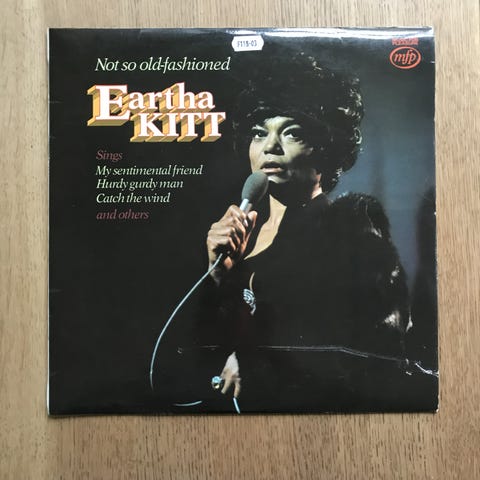 Not so old-fashioned
Eartha
KITT
Sings
My sentimental friend
Hurdy gurdy man
Catch the wind
and others
mfp